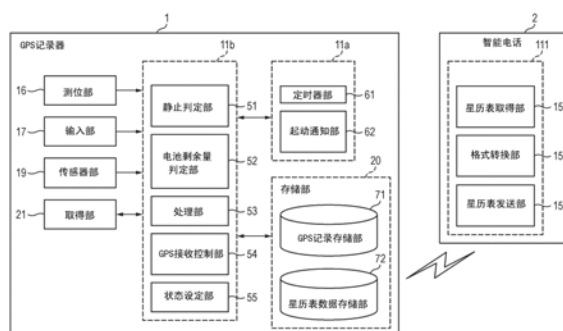 1
2
GPS记录器
智能电话
11b
11a
111
16
测位部
静止判定部
51
定时器部
61
星历表取得部
15
17
输入部
起动通知部
62
电池剩余量
判定部
52
格式转换部
15
19
传感器部
20
存储部
21
取得部
处理部
53
71
GPS记录存储部
星历表发送部
15
GPS接收控制部
54
72
星历表数据存储部
状态设定部
55